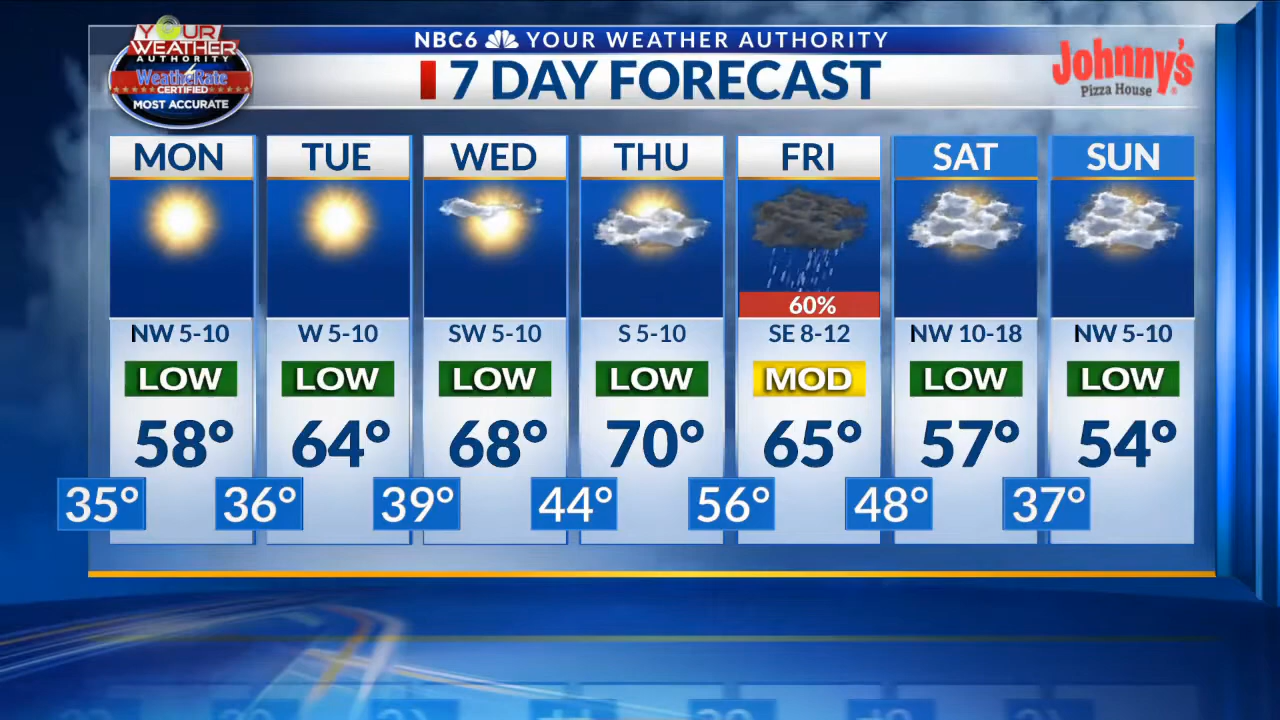 YOUR
WEATHER
AUTHORITY
WeatheRate
CERTIFIED
MOST ACCURATE
NBC6 YOUR WEATHER AUTHORITY
7 DAY FORECAST
Johnny's
Pizza House
MON TUE WED THU FRI SAT SUN
60%
NW 5-10 W 5-10 SW 5-10 S 5-10 SE 8-12 NW 10-18 NW 5-10
LOW LOW LOW LOW MOD LOW LOW
58° 64° 68° 70° 65° 57° 54°
35° 36° 39° 44° 56° 48° 37°